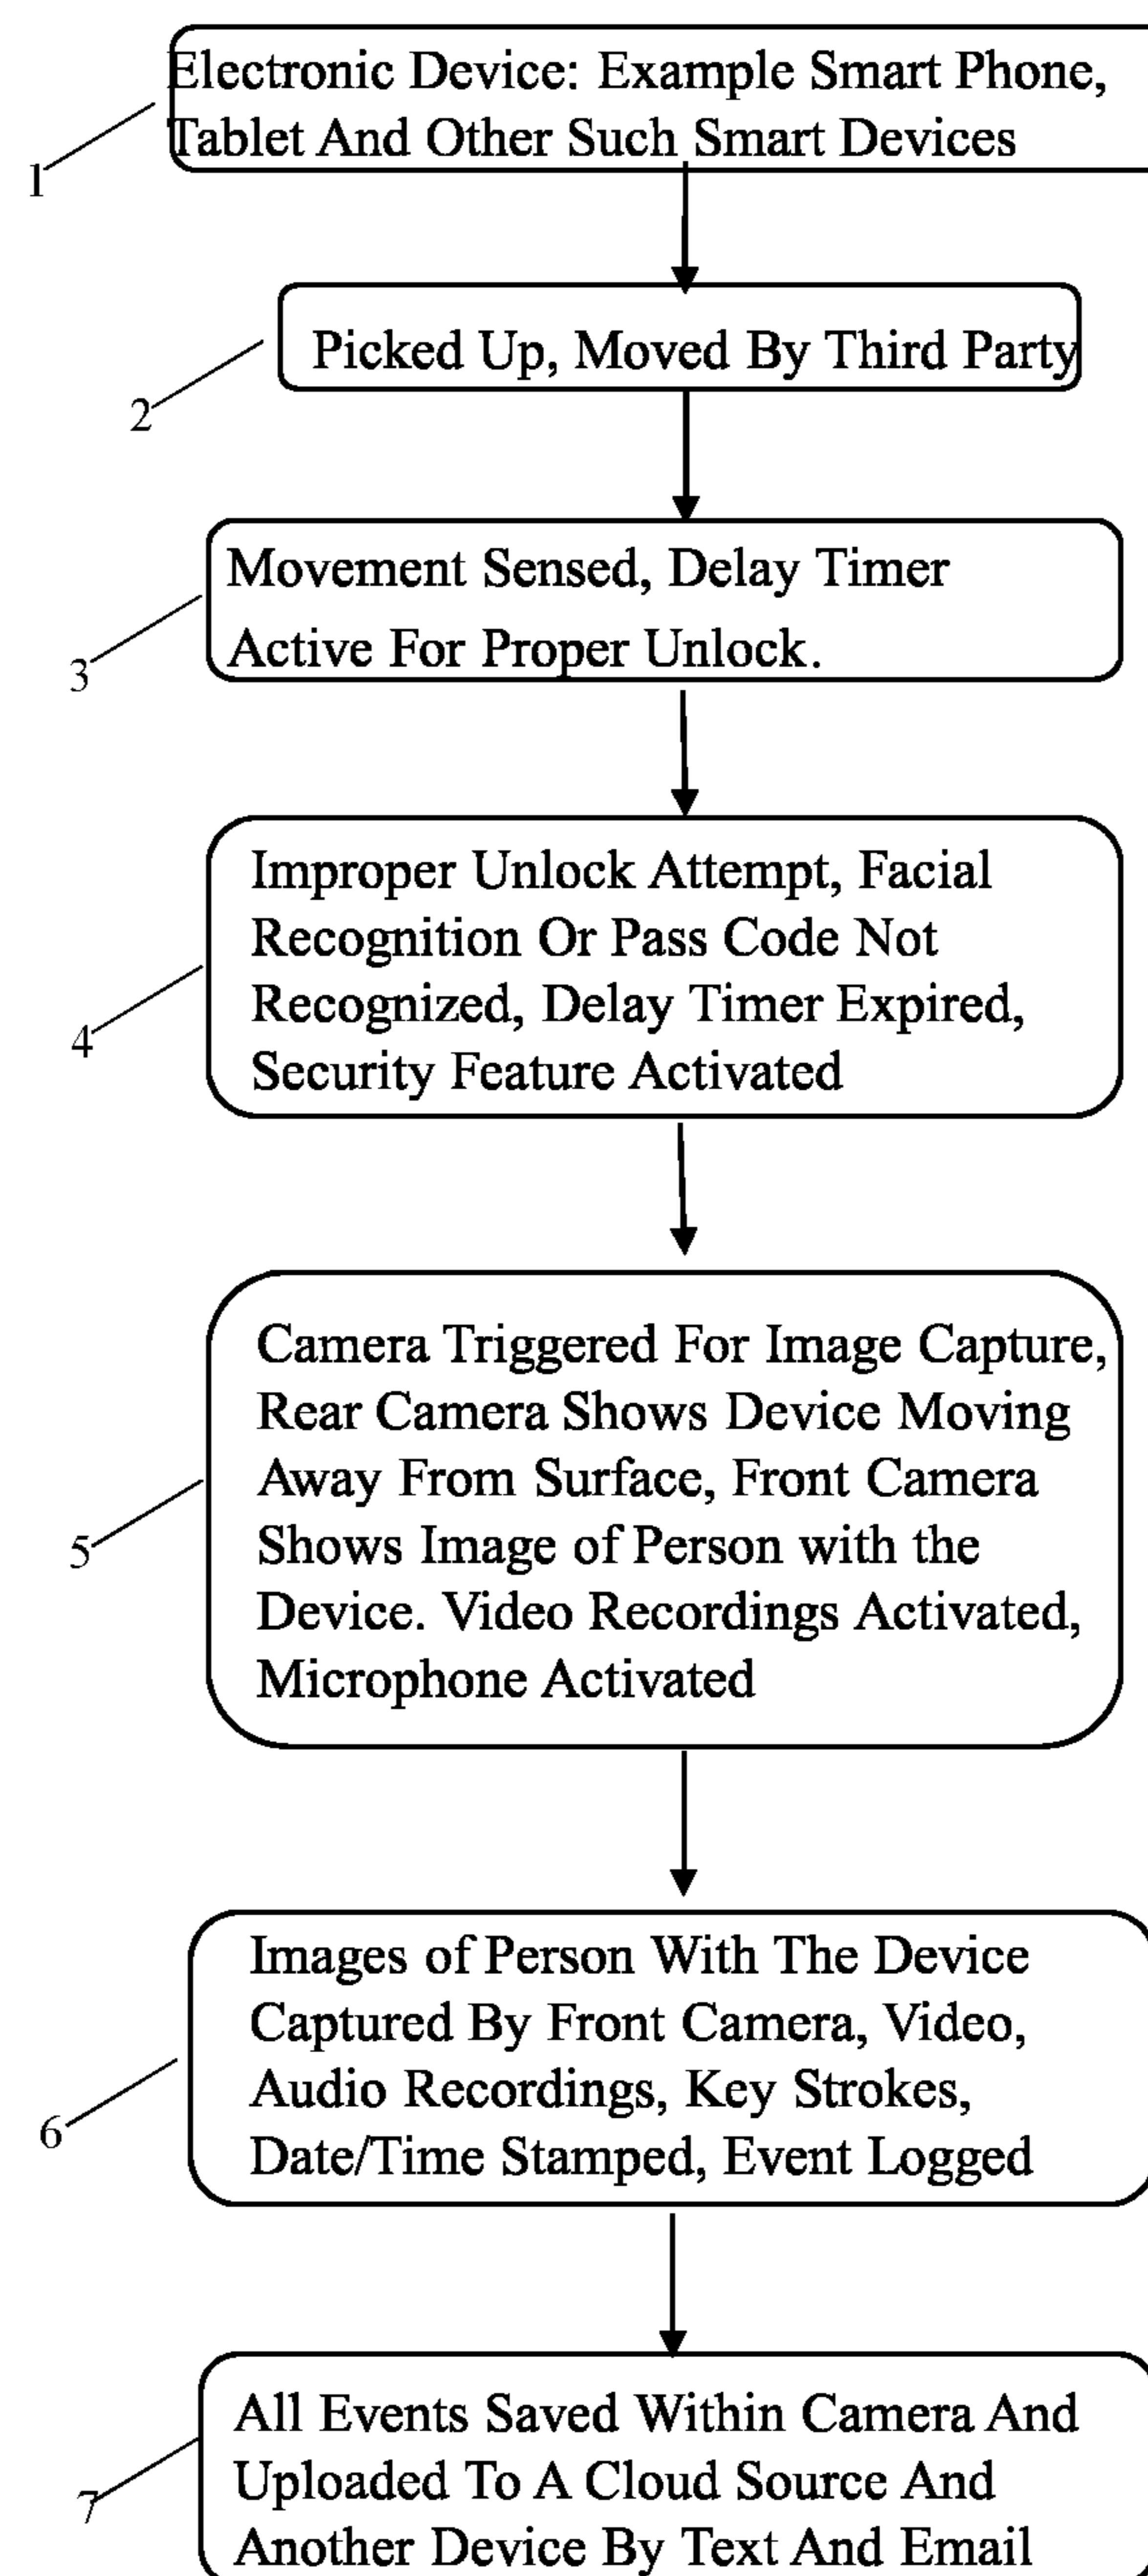 Electronic Device: Example Smart Phone,
Tablet And Other Such Smart Devices
1
Picked Up, Moved By Third Party
2
Movement Sensed, Delay Timer
Active For Proper Unlock.
3
Improper Unlock Attempt, Facial
Recognition Or Pass Code Not
Recognized, Delay Timer Expired,
Security Feature Activated
4
Camera Triggered For Image Capture,
Rear Camera Shows Device Moving
Away From Surface, Front Camera
Shows Image of Person with the
Device. Video Recordings Activated,
Microphone Activated
5
Images of Person With The Device
Captured By Front Camera, Video,
Audio Recordings, Key Strokes,
Date/Time Stamped, Event Logged
6
All Events Saved Within Camera And
Uploaded To A Cloud Source And
Another Device By Text And Email
7